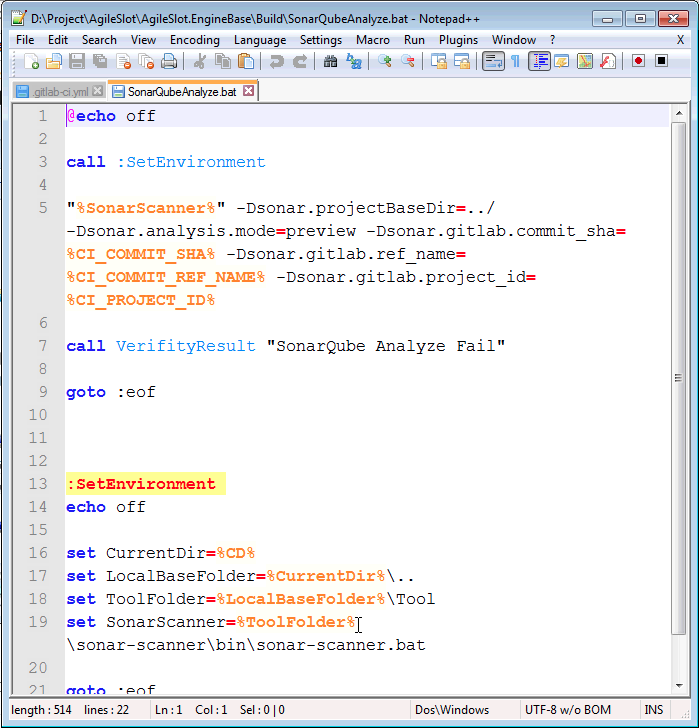 D:\Project\AgileSlot\AgileSlot.EngineBase\Build\SonarQubeAnalyze.bat - Notepad++
File Edit Search View Encoding Language Settings Macro Run Plugins Window ? X
.gitlab-ci.yml SonarQubeAnalyze.bat
1 @echo off
2
3 call :SetEnvironment
4
5 "%SonarScanner%" -Dsonar.projectBaseDir=../
-Dsonar.analysis.mode=preview -Dsonar.gitlab.commit_sha=
%CI_COMMIT_SHA% -Dsonar.gitlab.ref_name=
%CI_COMMIT_REF_NAME% -Dsonar.gitlab.project_id=
%CI_PROJECT_ID%
6
7 call VerifityResult "SonarQube Analyze Fail"
8
9 goto :eof
10
11
12
13 :SetEnvironment
14 echo off
15
16 set CurrentDir=%CD%
17 set LocalBaseFolder=%CurrentDir%\..
18 set ToolFolder=%LocalBaseFolder%\Tool
19 set SonarScanner=%ToolFolder%
\sonar-scanner\bin\sonar-scanner.bat
20
21 goto :eof
length : 514 lines : 22 Ln : 1 Col : 1 Sel : 0 | 0 Dos\Windows UTF-8 w/o BOM INS